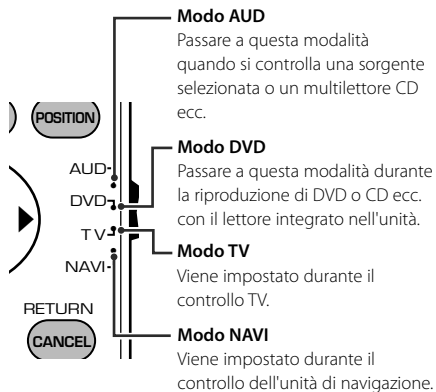 Modo AUD
Passare a questa modalità
quando si controlla una sorgente
selezionata o un multilettore CD
ecc.
Modo DVD
Passare a questa modalità durante
la riproduzione di DVD o CD ecc.
con il lettore integrato nell'unità.
Modo TV
Viene impostato durante il
controllo TV.
Modo NAVI
Viene impostato durante il
controllo dell'unità di navigazione.
POSITION
AUD
DVD
TV
NAVI
RETURN
CANCEL